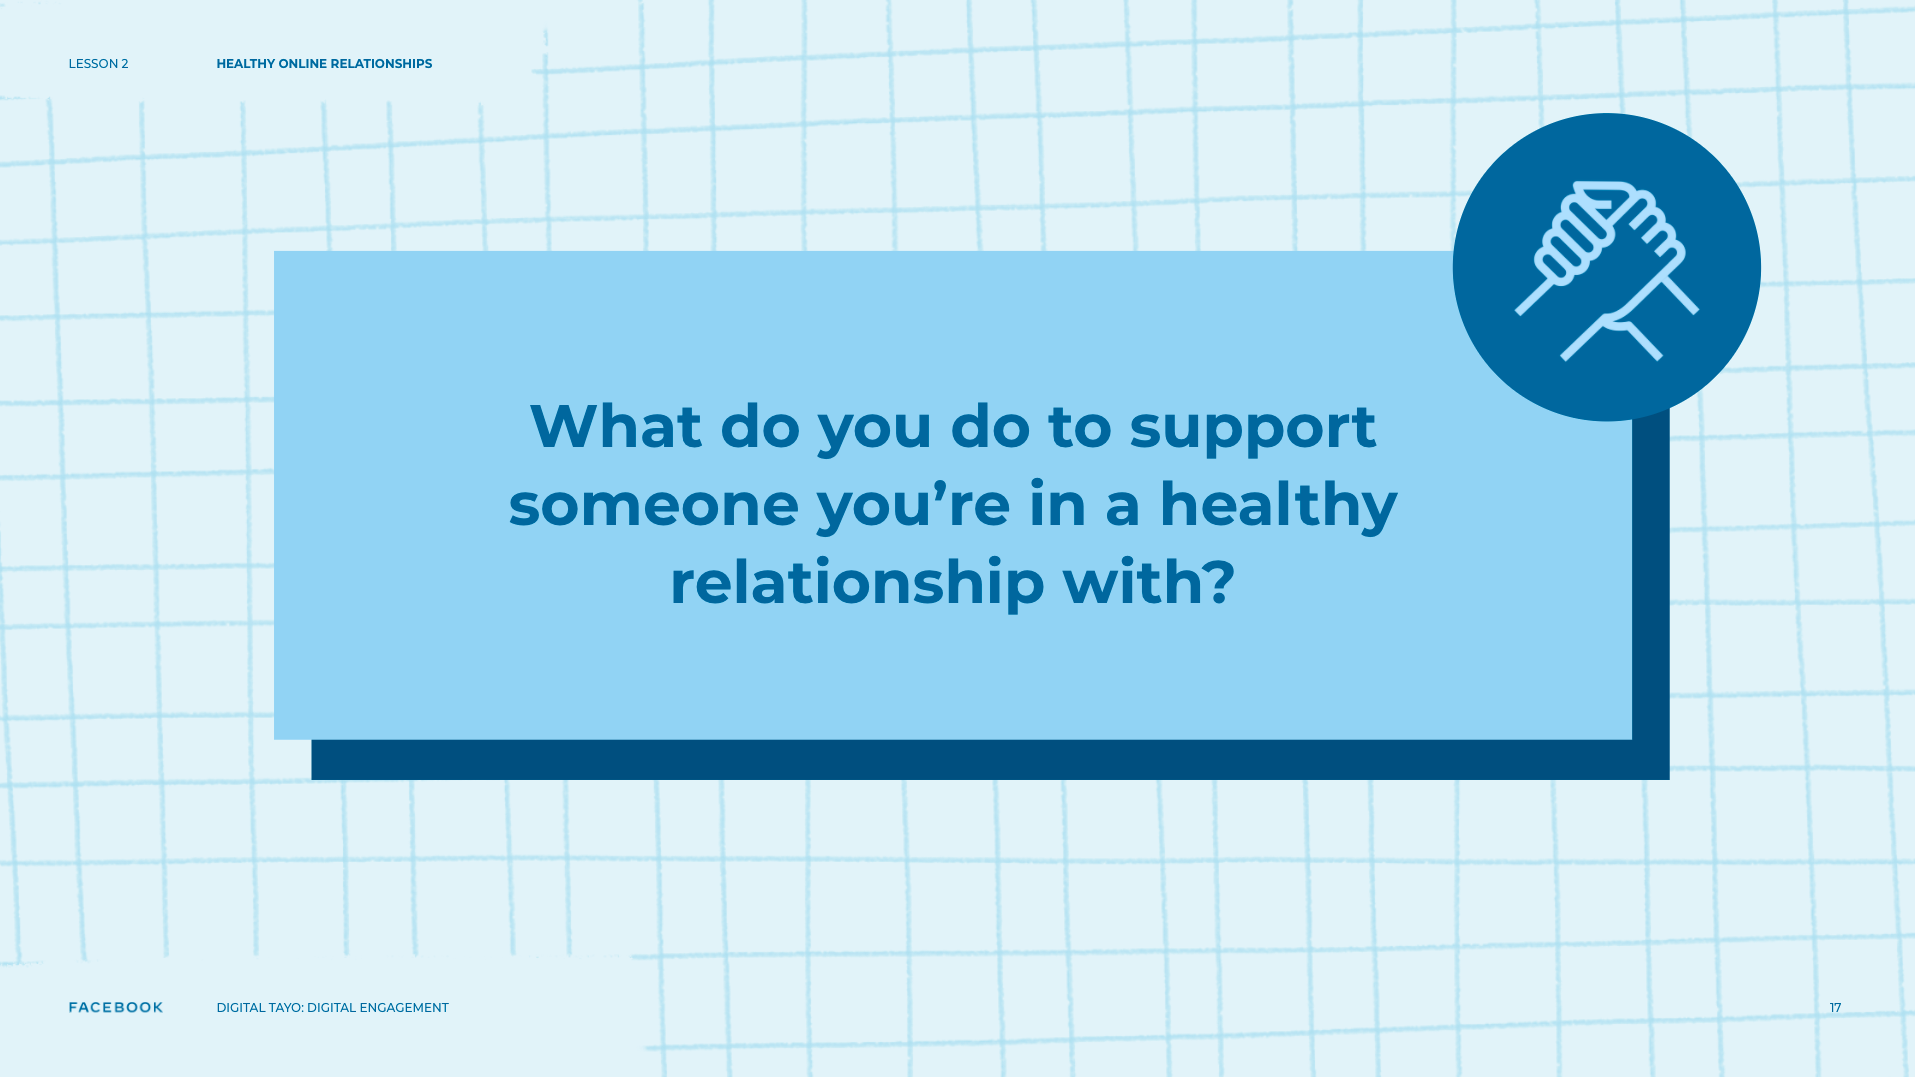 LESSON 2
HEALTHY ONLINE RELATIONSHIPS
What do you do to support
someone you’re in a healthy
relationship with?
FACEBOOK
DIGITAL TAYO: DIGITAL ENGAGEMENT
17